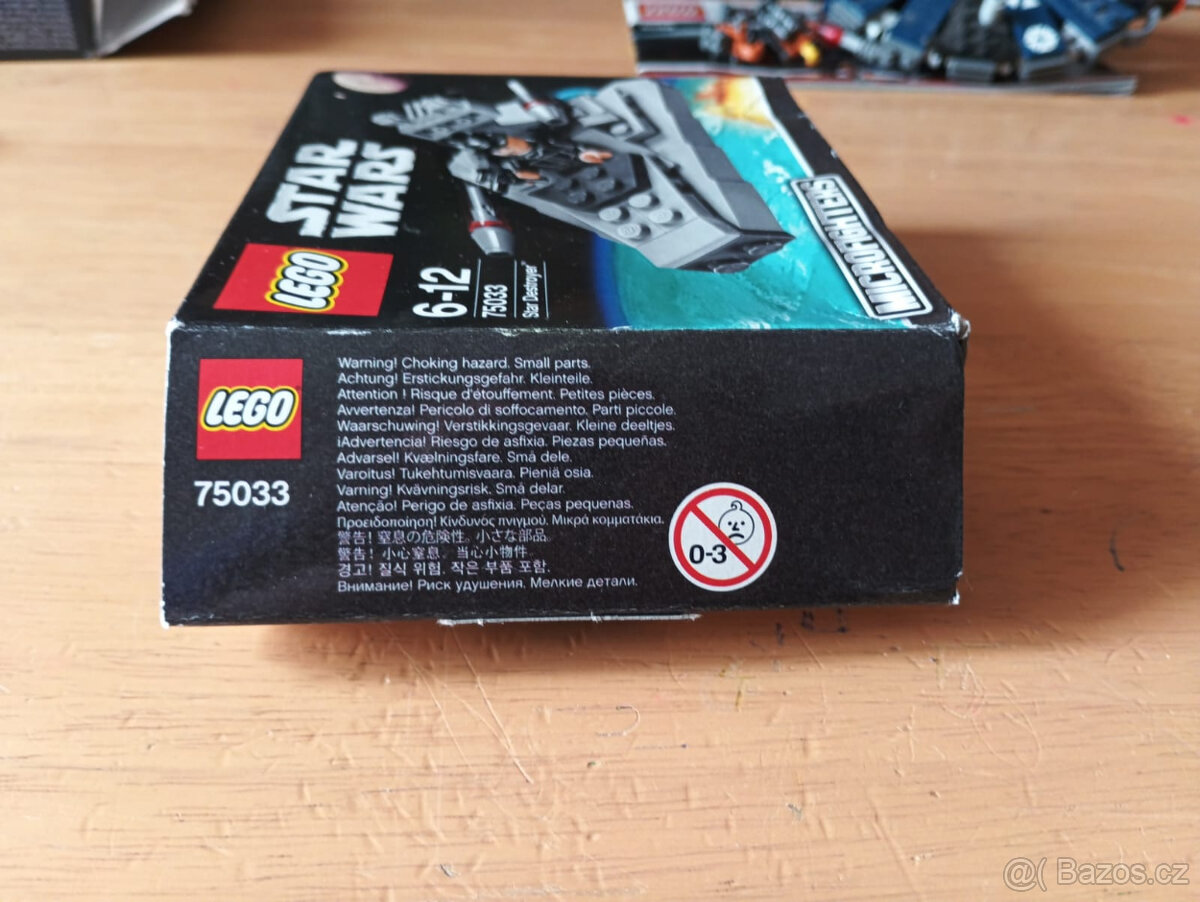 STAR
WARS
LEGO
6-12
75033
Star Destroyer™
MICROFIGHTERS
LEGO
75033
Warning! Choking hazard. Small parts.
Achtung! Erstickungsgefahr. Kleinteile.
Attention ! Risque d'étouffement. Petites pièces.
Avvertenza! Pericolo di soffocamento. Parti piccole.
Waarschuwing! Verstikkingsgevaar. Kleine deeltjes.
¡Advertencia! Riesgo de asfixia. Piezas pequeñas.
Advarsel! Kvælningsfare. Små dele.
Varoitus! Tukehtumisvaara. Pieniä osia.
Varning! Kvävningsrisk. Små delar.
Atenção! Perigo de asfixia. Peças pequenas.
Προειδοποίηση! Κίνδυνος πνιγμού. Μικρά κομματάκια.
警告！窒息の危険性。小さな部品。
警告！小心窒息。当心小物件。
경고! 질식 위험. 작은 부품 포함.
Внимание! Риск удушения. Мелкие детали.
0-3
@( Bazos.cz